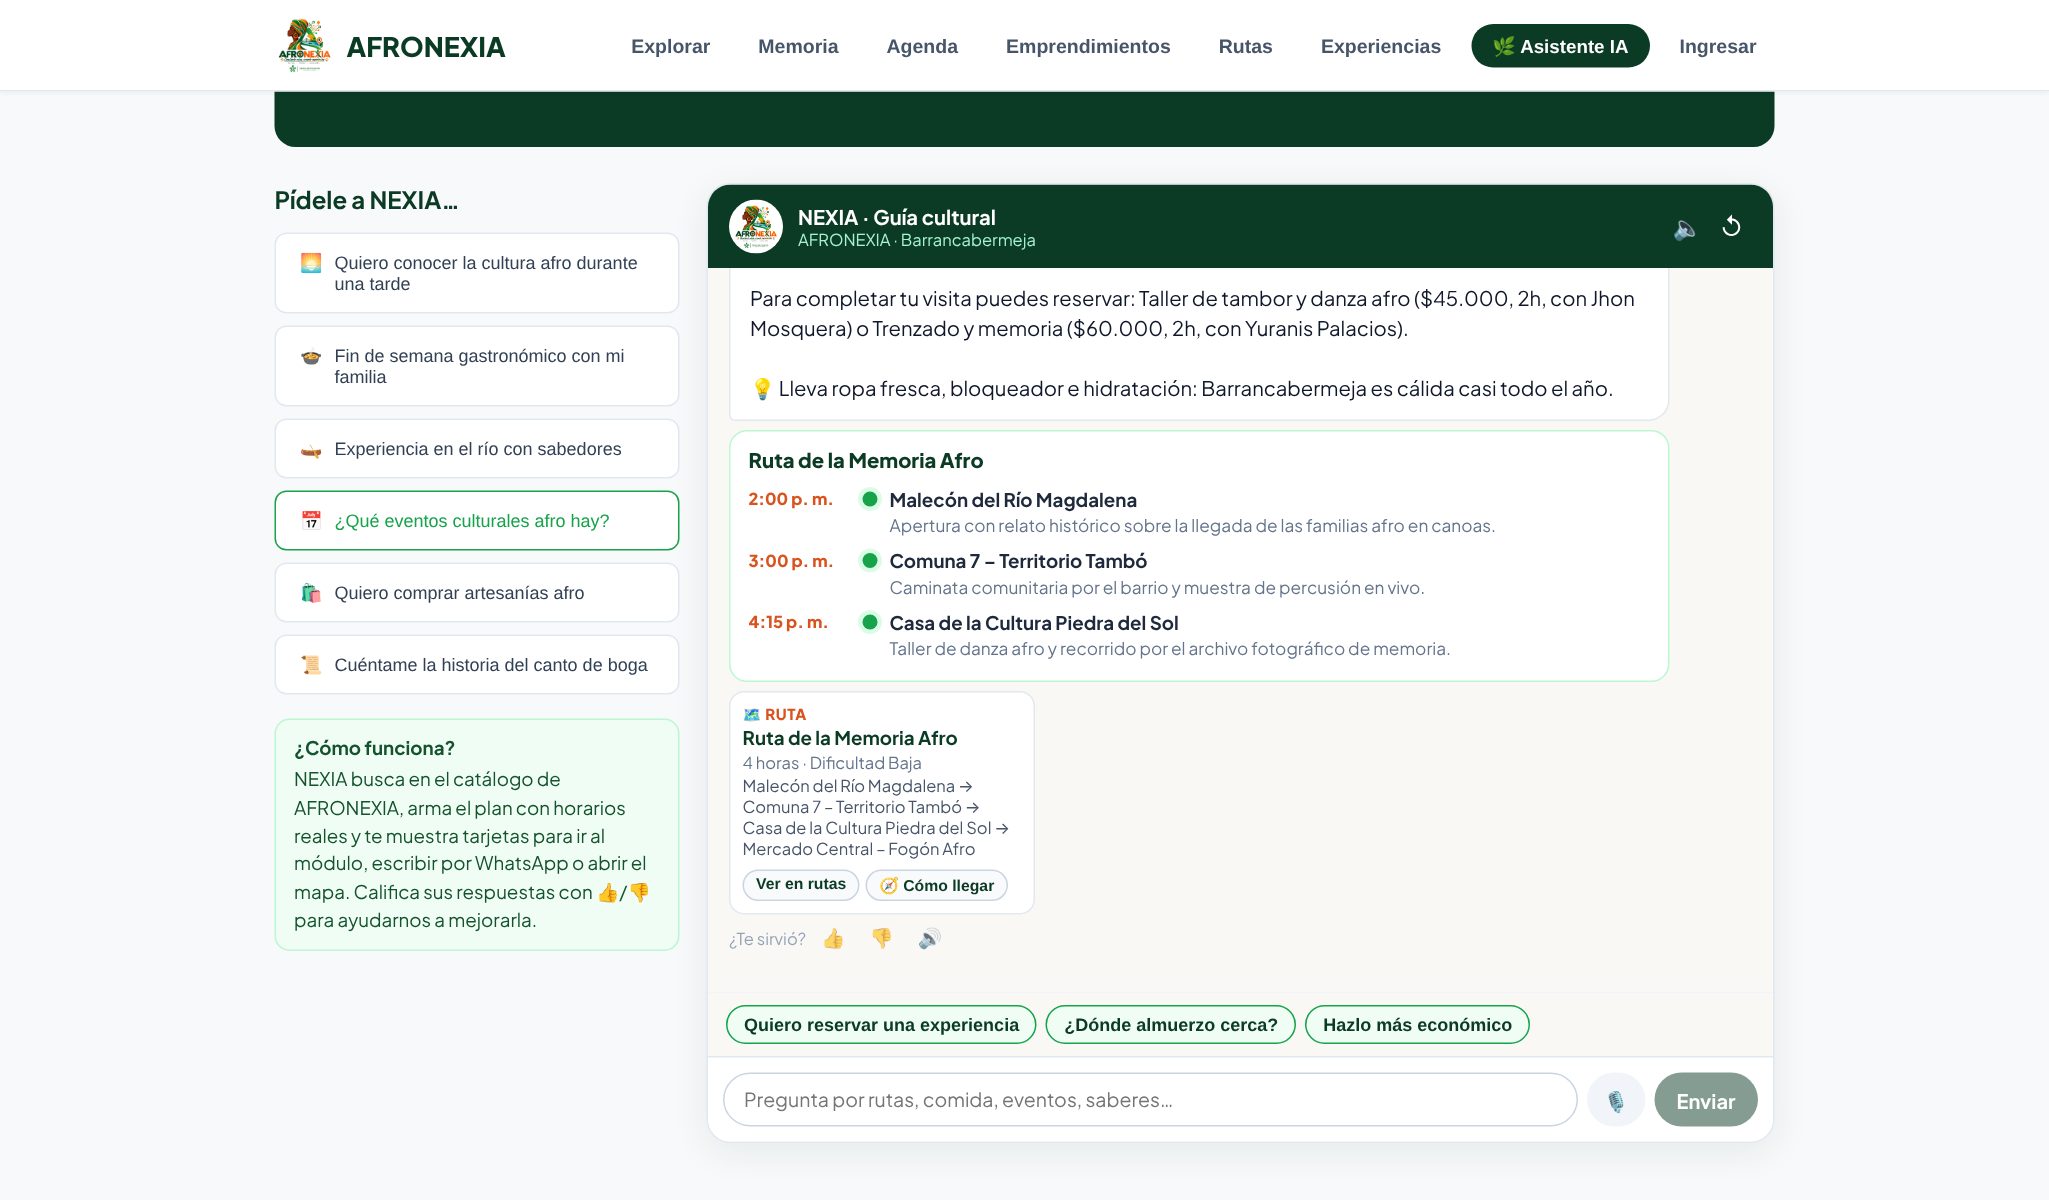 AFRONEXIA
Explorar
Memoria
Agenda
Emprendimientos
Rutas
Experiencias
🌿 Asistente IA
Ingresar
Pídele a NEXIA...
🌅 Quiero conocer la cultura afro durante
una tarde
🍲 Fin de semana gastronómico con mi
familia
🛶 Experiencia en el río con sabedores
📅 ¿Qué eventos culturales afro hay?
🛍️ Quiero comprar artesanías afro
📜 Cuéntame la historia del canto de boga
¿Cómo funciona?
NEXIA busca en el catálogo de
AFRONEXIA, arma el plan con horarios
reales y te muestra tarjetas para ir al
módulo, escribir por WhatsApp o abrir el
mapa. Califica sus respuestas con 👍/👎
para ayudarnos a mejorarla.
NEXIA · Guía cultural
AFRONEXIA · Barrancabermeja
Para completar tu visita puedes reservar: Taller de tambor y danza afro ($45.000, 2h, con Jhon
Mosquera) o Trenzado y memoria ($60.000, 2h, con Yuranis Palacios).
💡 Lleva ropa fresca, bloqueador e hidratación: Barrancabermeja es cálida casi todo el año.
Ruta de la Memoria Afro
2:00 p. m. Malecón del Río Magdalena
Apertura con relato histórico sobre la llegada de las familias afro en canoas.
3:00 p. m. Comuna 7 – Territorio Tambó
Caminata comunitaria por el barrio y muestra de percusión en vivo.
4:15 p. m. Casa de la Cultura Piedra del Sol
Taller de danza afro y recorrido por el archivo fotográfico de memoria.
🗺️ RUTA
Ruta de la Memoria Afro
4 horas · Dificultad Baja
Malecón del Río Magdalena →
Comuna 7 – Territorio Tambó →
Casa de la Cultura Piedra del Sol →
Mercado Central – Fogón Afro
Ver en rutas
🧭 Cómo llegar
¿Te sirvió? 👍 👎 🔊
Quiero reservar una experiencia
¿Dónde almuerzo cerca?
Hazlo más económico
Pregunta por rutas, comida, eventos, saberes...
Enviar